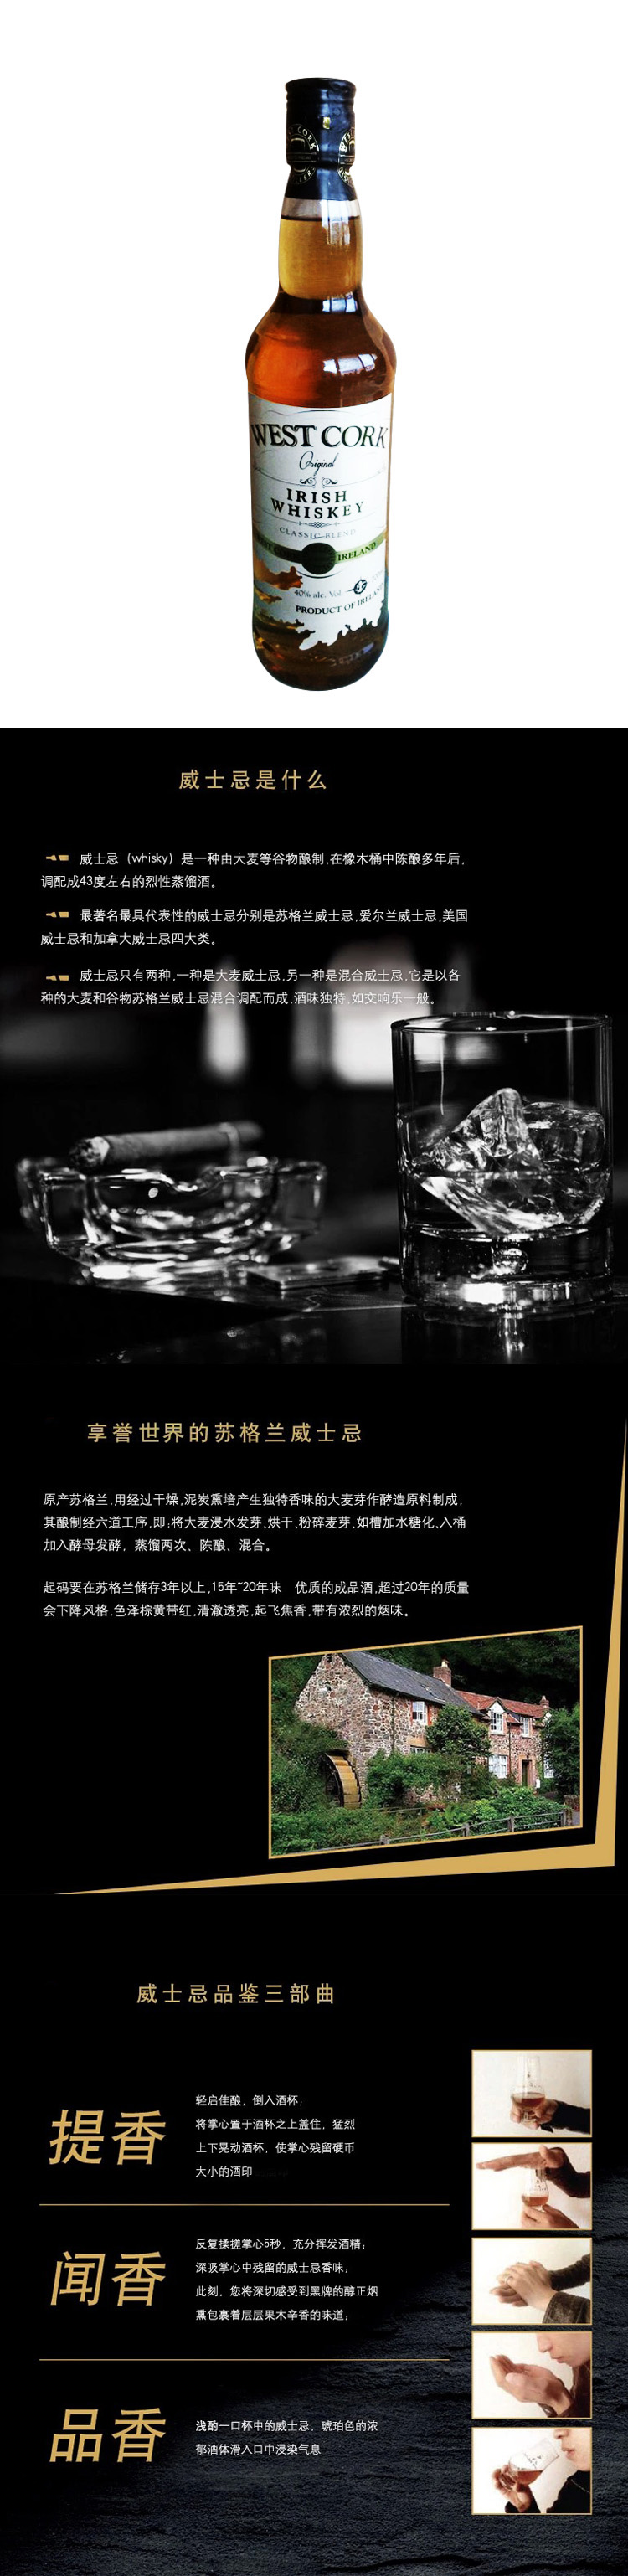 WEST CORK
WEST CORK
WEST CORK
Original
IRISH
WHISKEY
CLASSIC BLEND
IRELAND
40% alc. Vol.
PRODUCT OF IRELAND
威士忌是什么
威士忌（whisky）是一种由大麦等谷物酿制,在橡木桶中陈酿多年后,
调配成43度左右的烈性蒸馏酒。
最著名最具代表性的威士忌分别是苏格兰威士忌,爱尔兰威士忌,美国
威士忌和加拿大威士忌四大类。
威士忌只有两种,一种是大麦威士忌,另一种是混合威士忌,它是以各
种的大麦和谷物苏格兰威士忌混合调配而成,酒味独特,如交响乐一般。
享誉世界的苏格兰威士忌
原产苏格兰,用经过干燥,泥炭熏培产生独特香味的大麦芽作酵造原料制成,
其酿制经六道工序,即:将大麦浸水发芽、烘干、粉碎麦芽、如槽加水糖化、入桶
加入酵母发酵，蒸馏两次、陈酿、混合。
起码要在苏格兰储存3年以上,15年~20年味 优质的成品酒,超过20年的质量
会下降风格,色泽棕黄带红,清澈透亮,起飞焦香,带有浓烈的烟味。
威士忌品鉴三部曲
提香
轻启佳酿，倒入酒杯；
将掌心置于酒杯之上盖住，猛烈
上下晃动酒杯，使掌心残留硬币
大小的酒印
闻香
反复揉搓掌心5秒，充分挥发酒精；
深吸掌心中残留的威士忌香味；
此刻，您将深切感受到黑牌的醇正烟
熏包裹着层层果木辛香的味道；
品香
浅酌一口杯中的威士忌，琥珀色的浓
郁酒体滑入口中浸染气息